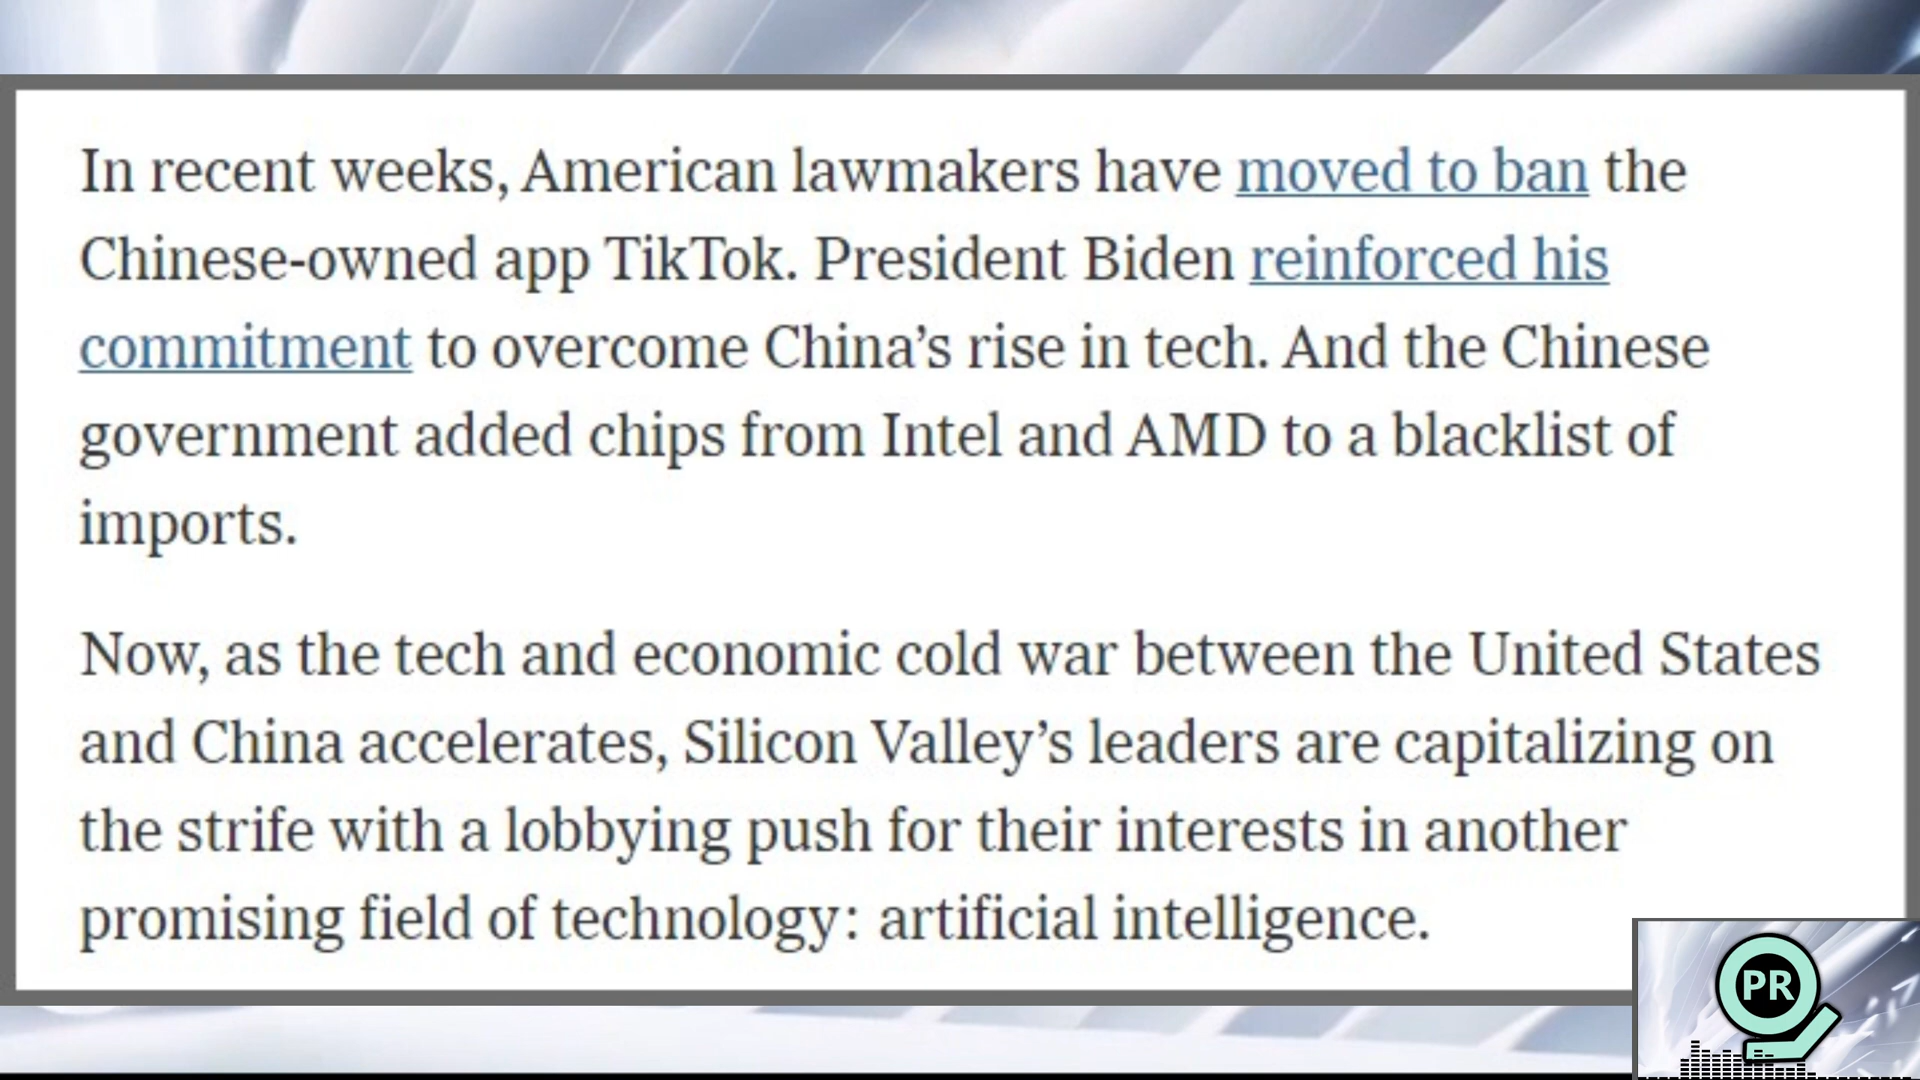 In recent weeks, American lawmakers have moved to ban the
Chinese-owned app TikTok. President Biden reinforced his
commitment to overcome China’s rise in tech. And the Chinese
government added chips from Intel and AMD to a blacklist of
imports.
Now, as the tech and economic cold war between the United States
and China accelerates, Silicon Valley’s leaders are capitalizing on
the strife with a lobbying push for their interests in another
promising field of technology: artificial intelligence.
PR